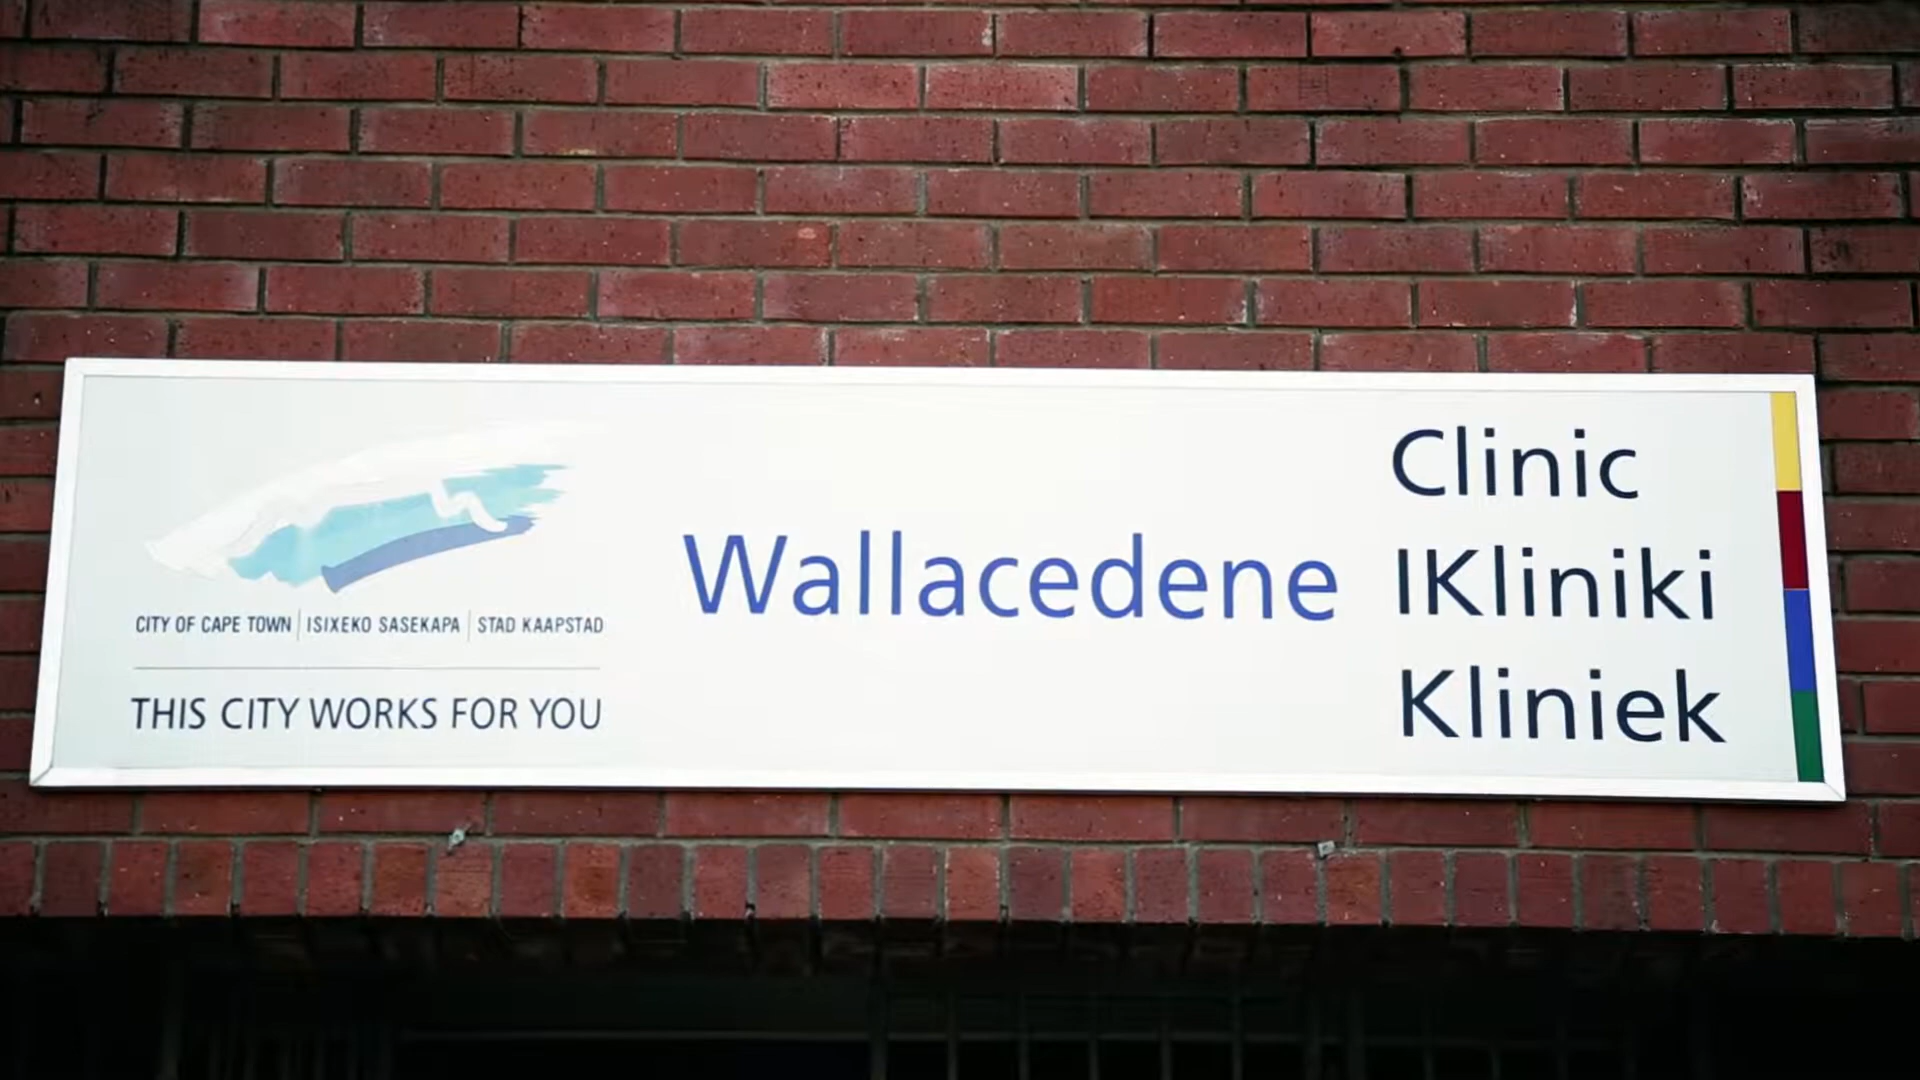 CITY OF CAPE TOWN | ISIXEKO SASEKAPA | STAD KAAPSTAD
THIS CITY WORKS FOR YOU
Wallacedene
Clinic
IKliniki
Kliniek